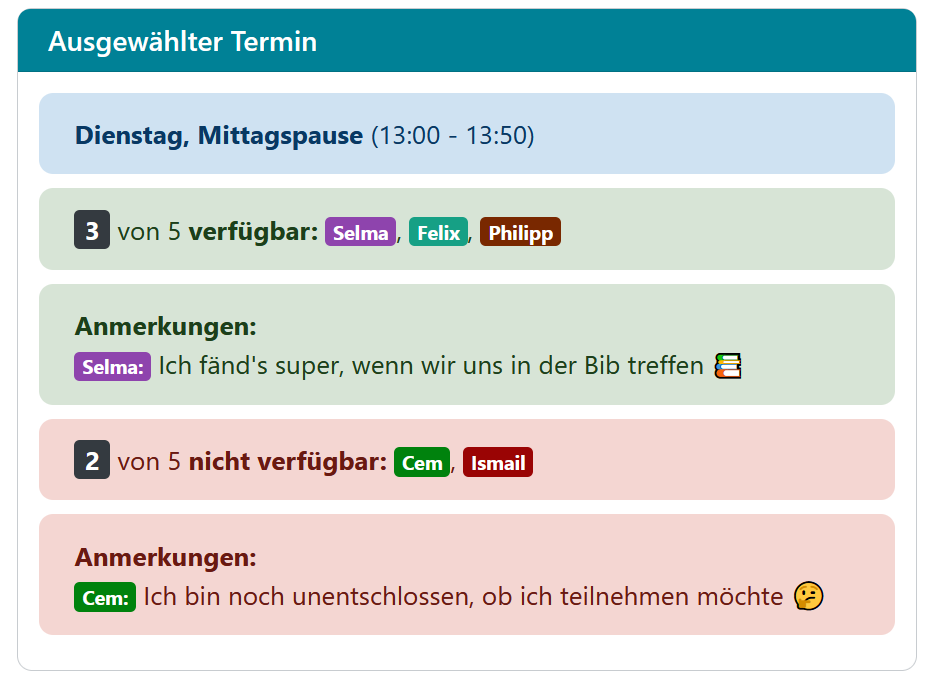 Ausgewählter Termin
Dienstag, Mittagspause (13:00 - 13:50)
3 von 5 verfügbar: Selma, Felix, Philipp
Anmerkungen:
Selma: Ich fänd's super, wenn wir uns in der Bib treffen 📚
2 von 5 nicht verfügbar: Cem, Ismail
Anmerkungen:
Cem: Ich bin noch unentschlossen, ob ich teilnehmen möchte 🤔